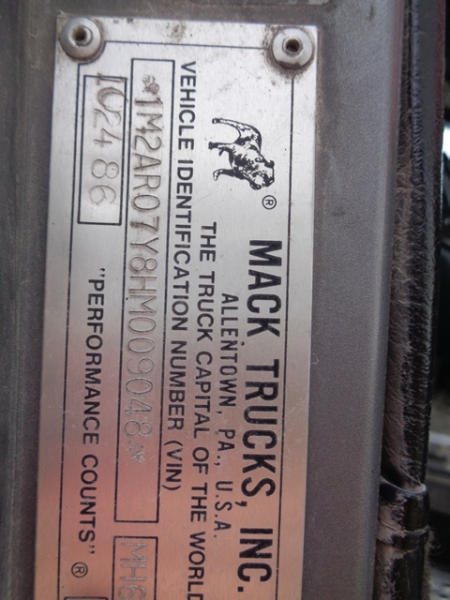 ®
MACK TRUCKS, INC.
ALLENTOWN, PA., U.S.A.
THE TRUCK CAPITAL OF THE WORLD
VEHICLE IDENTIFICATION NUMBER (VIN)
1M2AR07Y8HM009048 MH6
10 24 86 "PERFORMANCE COUNTS" ®